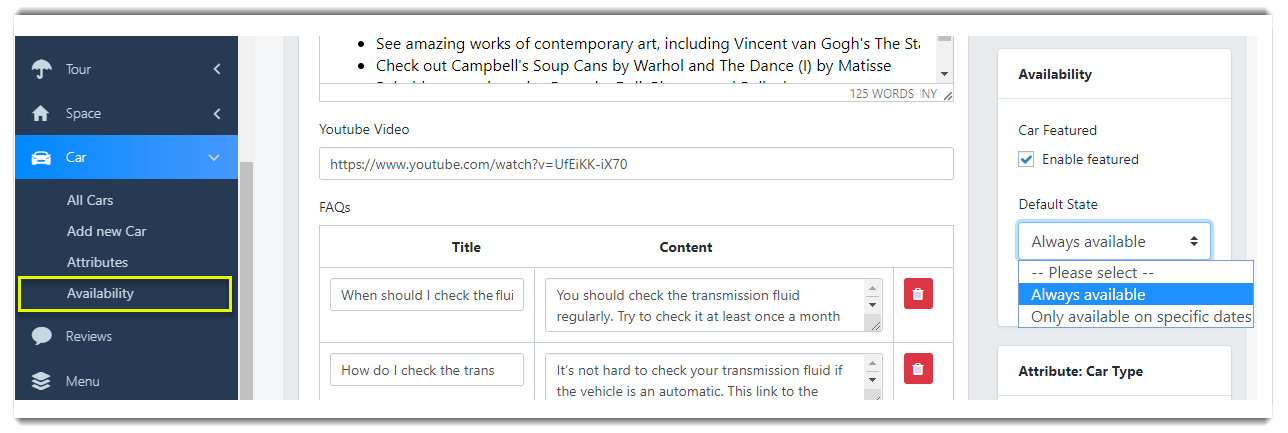 Tour
Space
Car
All Cars
Add new Car
Attributes
Availability
Reviews
Menu
See amazing works of contemporary art, including Vincent van Gogh's The
Check out Campbell's Soup Cans by Warhol and The Dance (I) by Matisse
125 WORDS NY
Youtube Video
https://www.youtube.com/watch?v=UfEiKK-iX70
FAQs
Title Content
When should I check the flui
You should check the transmission fluid
regularly. Try to check it at least once a month
How do I check the trans
It's not hard to check your transmission fluid if
the vehicle is an automatic. This link to the
Availability
Car Featured
Enable featured
Default State
Always available
-- Please select --
Always available
Only available on specific dates
Attribute: Car Type